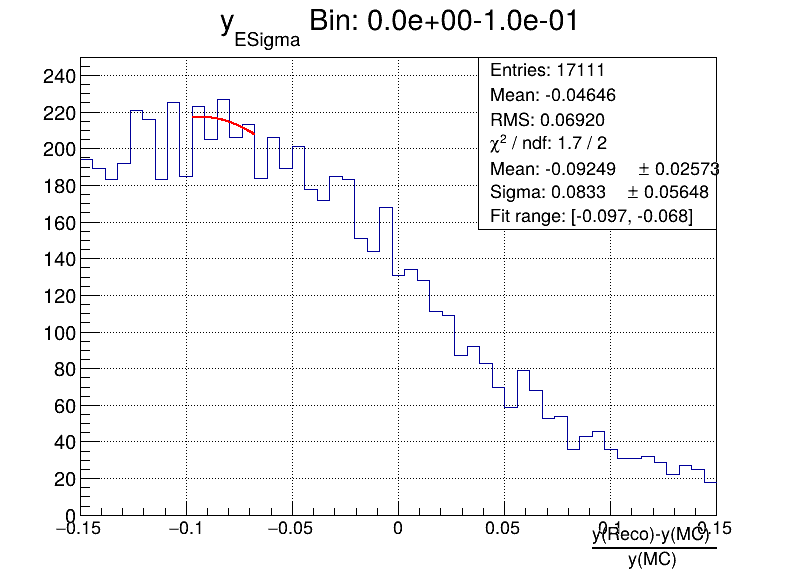 y_ESigma Bin: 0.0e+00-1.0e-01
Entries: 17111
Mean: -0.04646
RMS: 0.06920
χ² / ndf: 1.7 / 2
Mean: -0.09249 ± 0.02573
Sigma: 0.0833 ± 0.05648
Fit range: [-0.097, -0.068]
240
220
200
180
160
140
120
100
80
60
40
20
0
−0.15 −0.1 −0.05 0 0.05 0.1 0.15
y(Reco)-y(MC)
y(MC)